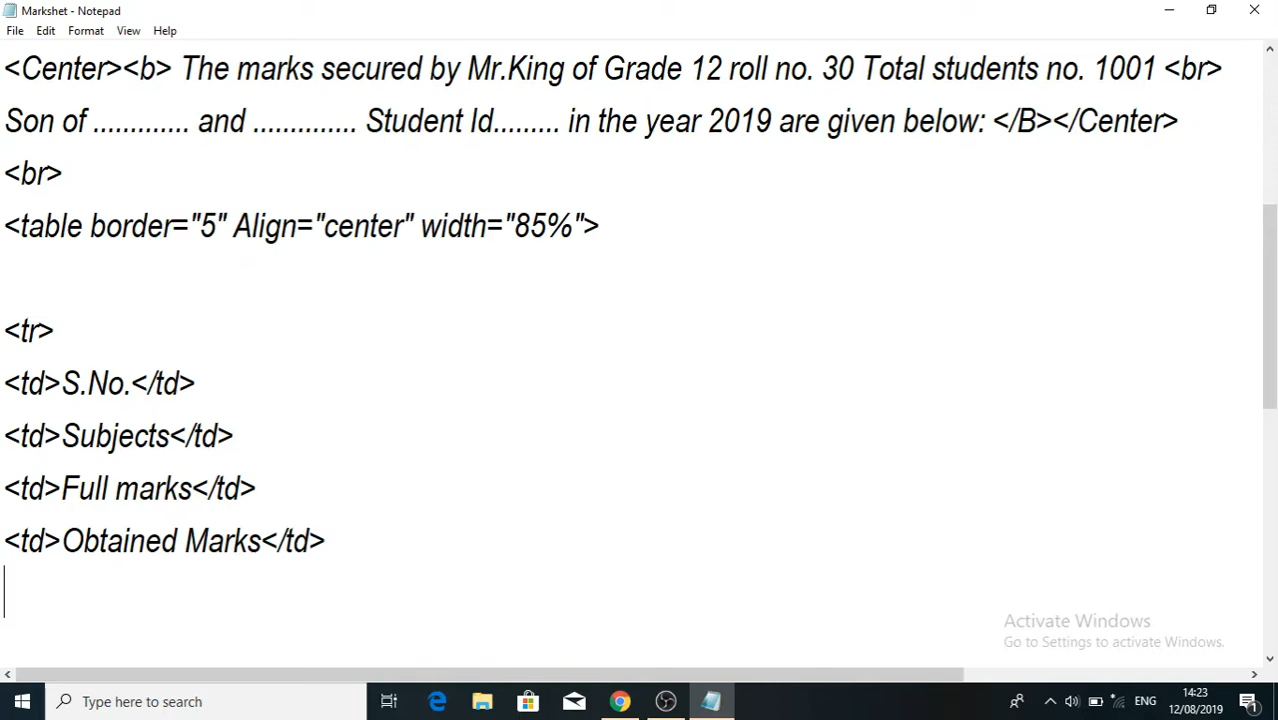 Markshet - Notepad
File Edit Format View Help
<Center><b> The marks secured by Mr.King of Grade 12 roll no. 30 Total students no. 1001 <br>
Son of ............. and .............. Student Id......... in the year 2019 are given below: </B></Center>
<br>
<table border="5" Align="center" width="85%">
<tr>
<td>S.No.</td>
<td>Subjects</td>
<td>Full marks</td>
<td>Obtained Marks</td>
Activate Windows
Go to Settings to activate Windows.
Type here to search
ENG
14:23
12/08/2019
1